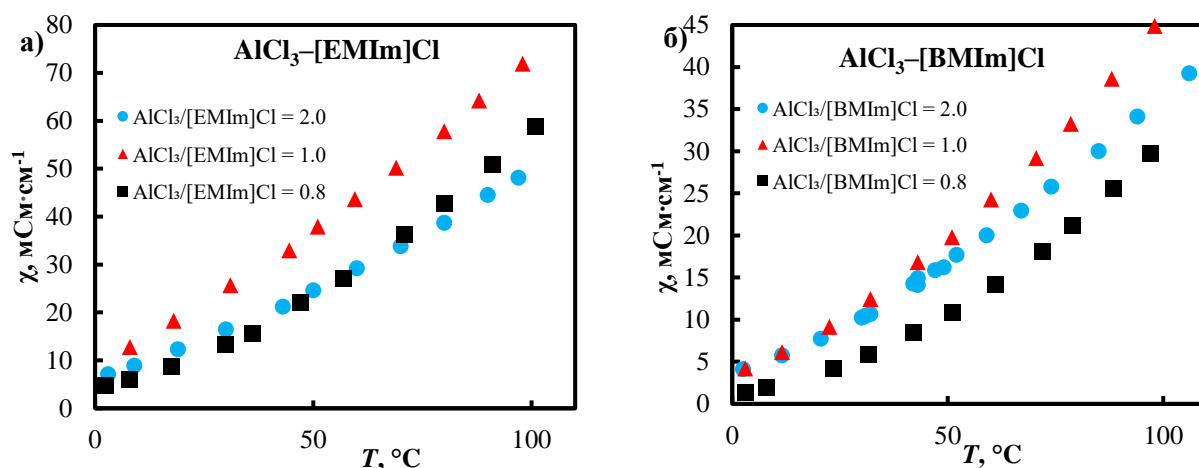 а)
AlCl₃–[EMIm]Cl
AlCl₃/[EMIm]Cl = 2.0
AlCl₃/[EMIm]Cl = 1.0
AlCl₃/[EMIm]Cl = 0.8
χ, мСм·см⁻¹
80
70
60
50
40
30
20
10
0
0 50 100
T, °C
б)
AlCl₃–[BMIm]Cl
AlCl₃/[BMIm]Cl = 2.0
AlCl₃/[BMIm]Cl = 1.0
AlCl₃/[BMIm]Cl = 0.8
χ, мСм·см⁻¹
45
40
35
30
25
20
15
10
5
0
0 50 100
T, °C